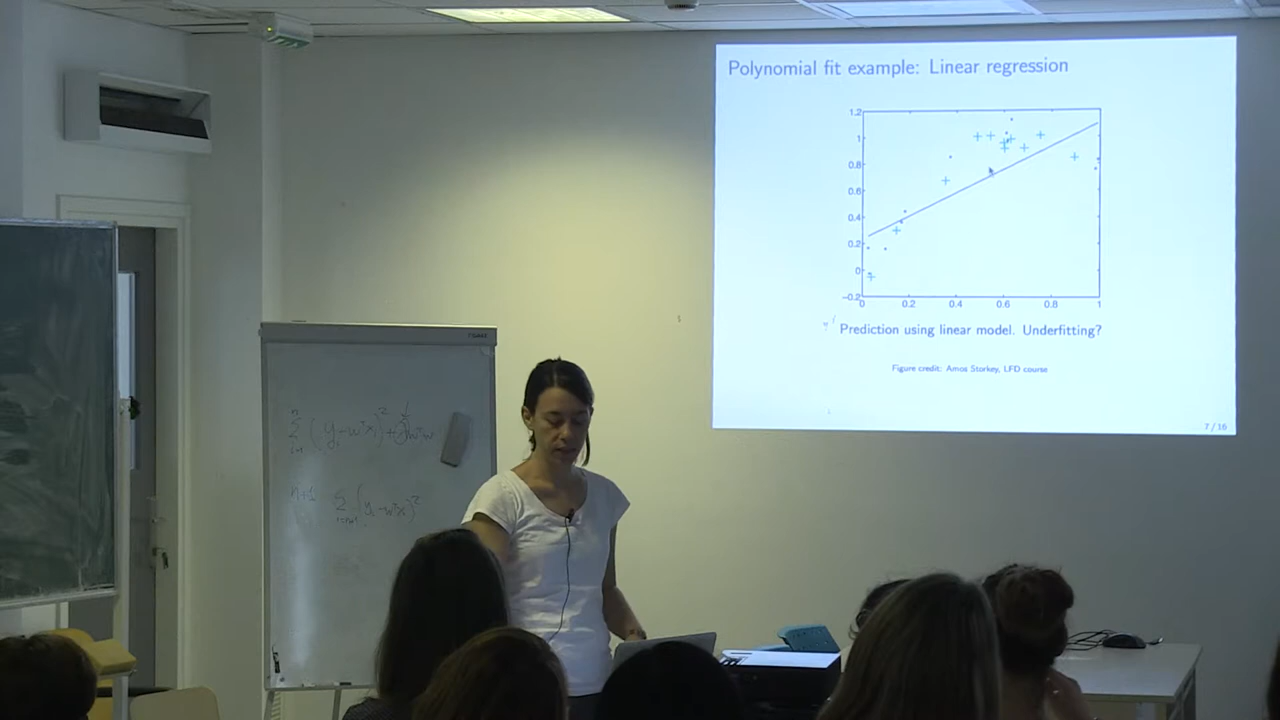 Polynomial fit example: Linear regression
1.2
1
0.8
0.6
0.4
0.2
0
-0.2
0 0.2 0.4 0.6 0.8 1
Prediction using linear model. Underfitting?
Figure credit: Amos Storkey, LFD course
7 / 16